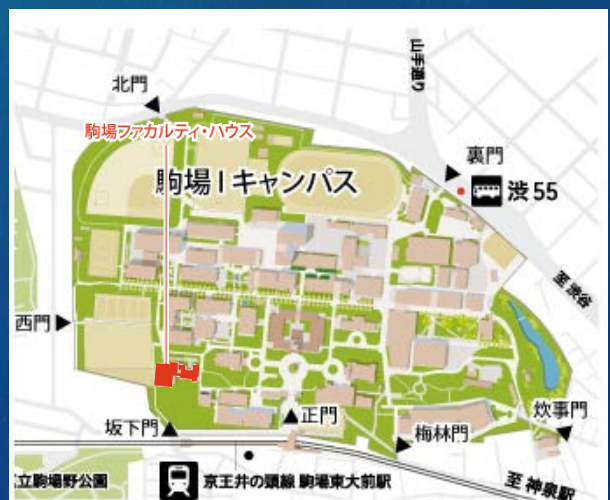 山手通り
北門
駒場ファカルティ・ハウス
裏門
駒場Iキャンパス
渋55
至 渋谷
西門
炊事門
正門
坂下門
梅林門
立駒場野公園
京王井の頭線 駒場東大前駅
至 神泉駅